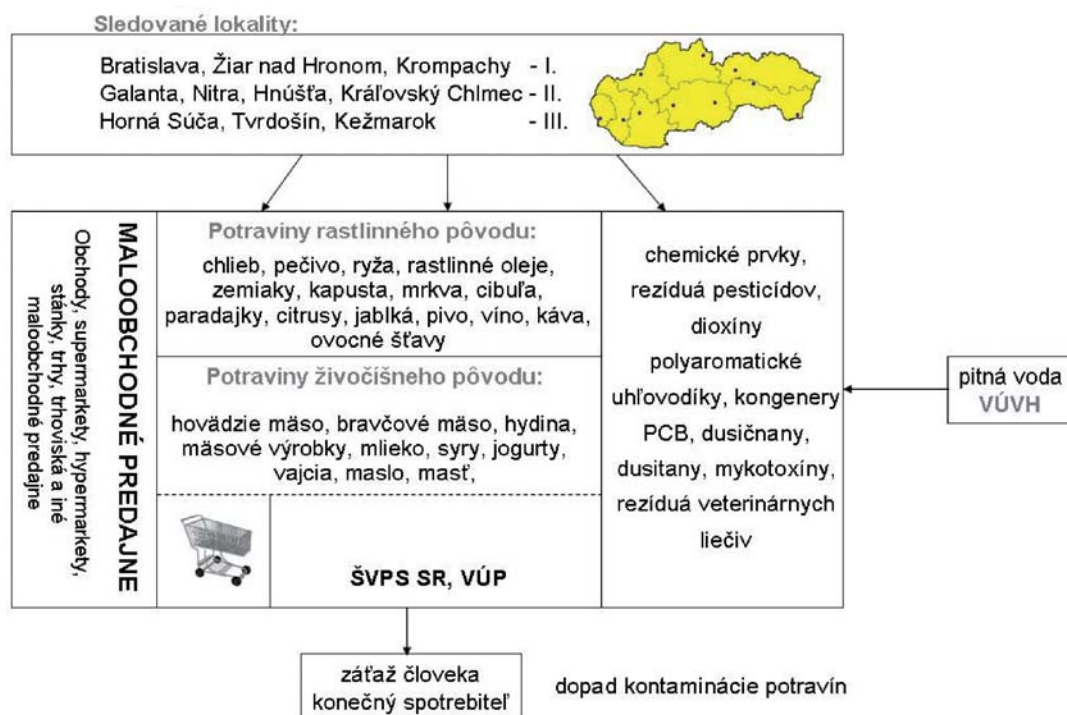 Sledované lokality:
Bratislava, Žiar nad Hronom, Krompachy - I.
Galanta, Nitra, Hnúšťa, Kráľovský Chlmec - II.
Horná Súča, Tvrdošín, Kežmarok - III.
MALOOBCHODNÉ PREDAJNE
Obchody, supermarkety, hypermarkety,
stánky, trhy, trhoviská a iné
maloobchodné predajne
Potraviny rastlinného pôvodu:
chlieb, pečivo, ryža, rastlinné oleje,
zemiaky, kapusta, mrkva, cibuľa,
paradajky, citrusy, jablká, pivo, víno, káva,
ovocné šťavy
Potraviny živočíšneho pôvodu:
hovädzie mäso, bravčové mäso, hydina,
mäsové výrobky, mlieko, syry, jogurty,
vajcia, maslo, masť,
ŠVPS SR, VÚP
chemické prvky,
rezíduá pesticídov,
dioxíny
polyaromatické
uhľovodíky, kongenery
PCB, dusičnany,
dusitany, mykotoxíny,
rezíduá veterinárnych
liečiv
pitná voda
VÚVH
záťaž človeka
konečný spotrebiteľ
dopad kontaminácie potravín